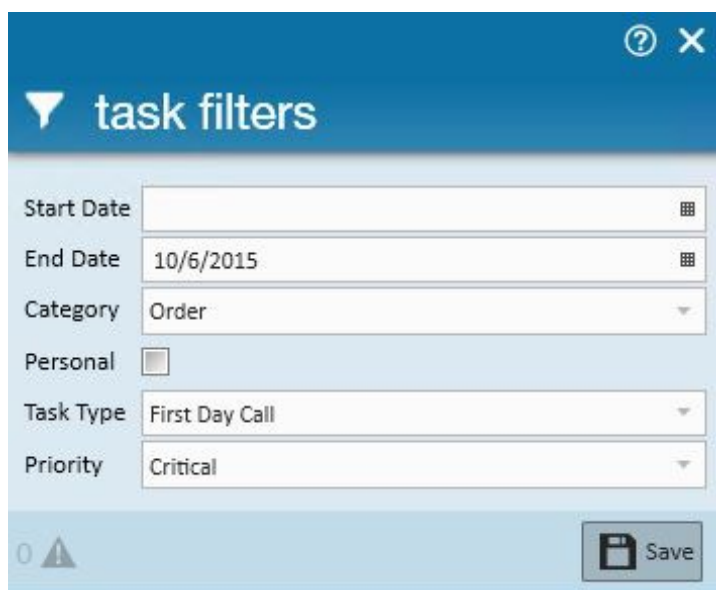 task filters
Start Date
End Date 10/6/2015
Category Order
Personal
Task Type First Day Call
Priority Critical
0 Save